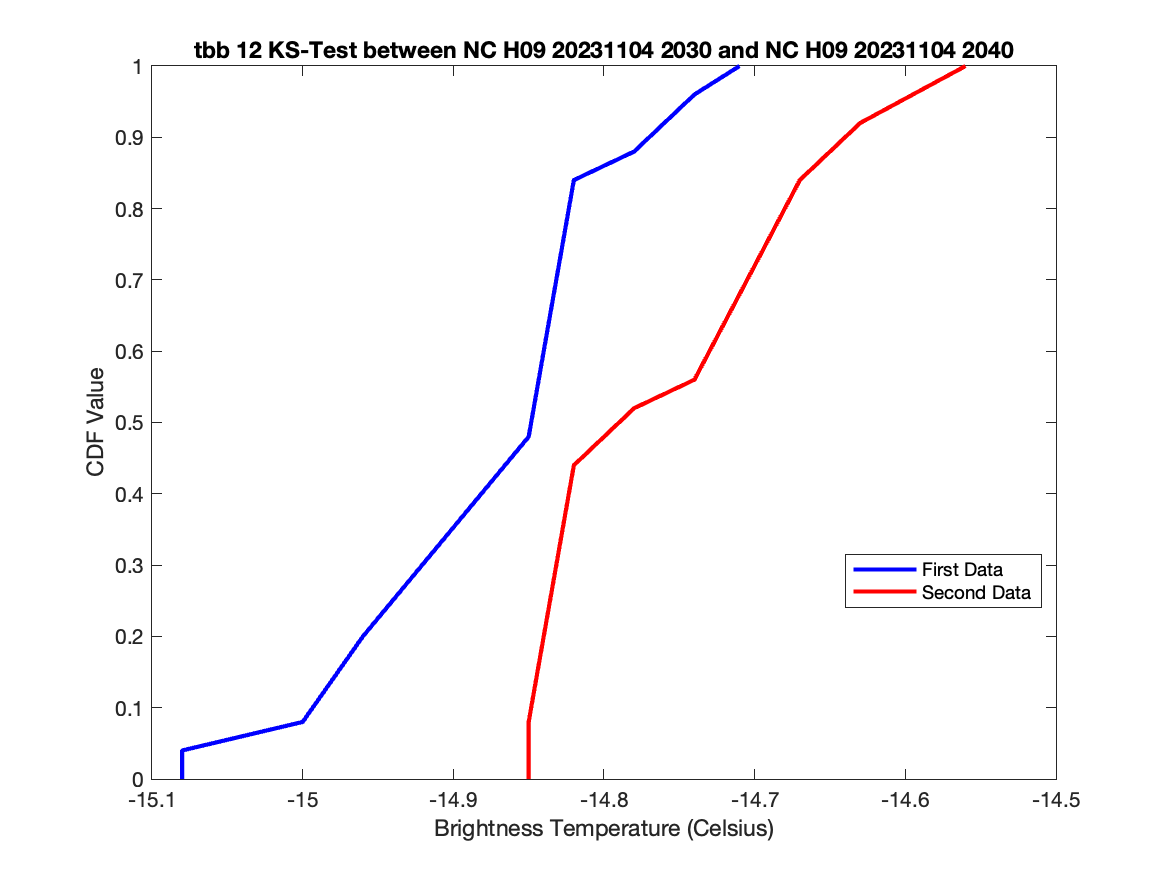 tbb 12 KS-Test between NC H09 20231104 2030 and NC H09 20231104 2040
1
0.9
0.8
0.7
0.6
0.5
0.4
0.3
0.2
0.1
0
CDF Value
First Data
Second Data
-15.1 -15 -14.9 -14.8 -14.7 -14.6 -14.5
Brightness Temperature (Celsius)